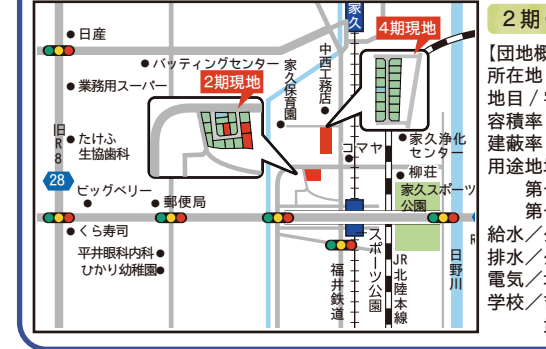 家久
4期現地
日産
バッティングセンター
中西工務店
2期現地
家久保育園
業務用スーパー
旧R8
たけふ
生協歯科
コマヤ
家久浄化
センター
柳荘
28
ビッグベリー
郵便局
家久スポーツ
公園
くら寿司
平井眼科内科
ひかり幼稚園
福井鉄道
スポーツ公園
JR北陸本線
日野川
R
2期
【団地概
所在地
地目/
容積率
建蔽率
用途地
第
第
給水/
排水/
電気/
学校/